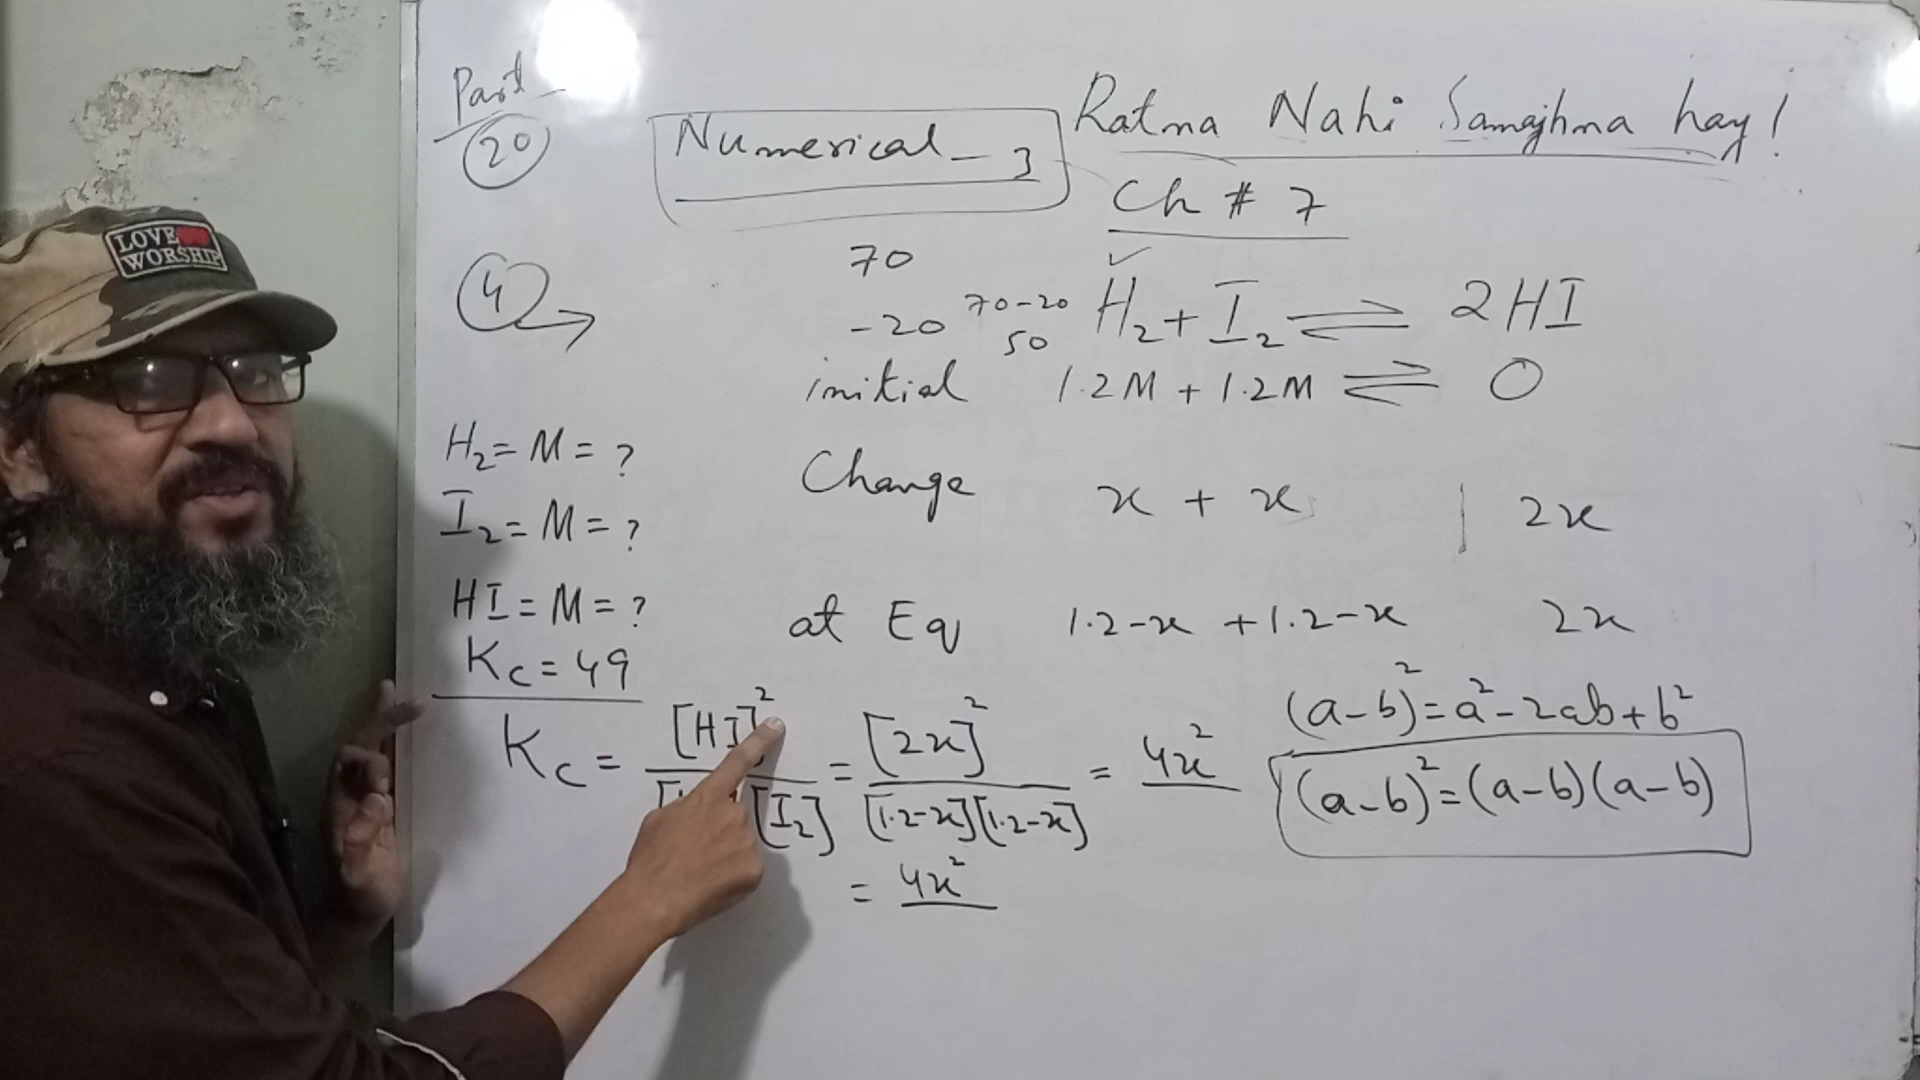 Part -
20
Numerical - 3
Ratna Nahi Samajhna hay!
Ch # 7
4
70
-20
70-20
50
H₂ + I₂ ⇌ 2HI
initial 1.2M + 1.2M ⇌ 0
Change x + x | 2x
at Eq 1.2-x + 1.2-x 2x
H₂ = M = ?
I₂ = M = ?
HI = M = ?
Kc = 49
Kc = [HI]² / [I₂] = [2x]² / [1.2-x][1.2-x] = 4x²
= 4x²
(a-b)² = a² - 2ab + b²
(a-b)² = (a-b)(a-b)
LOVE
WORSHIP